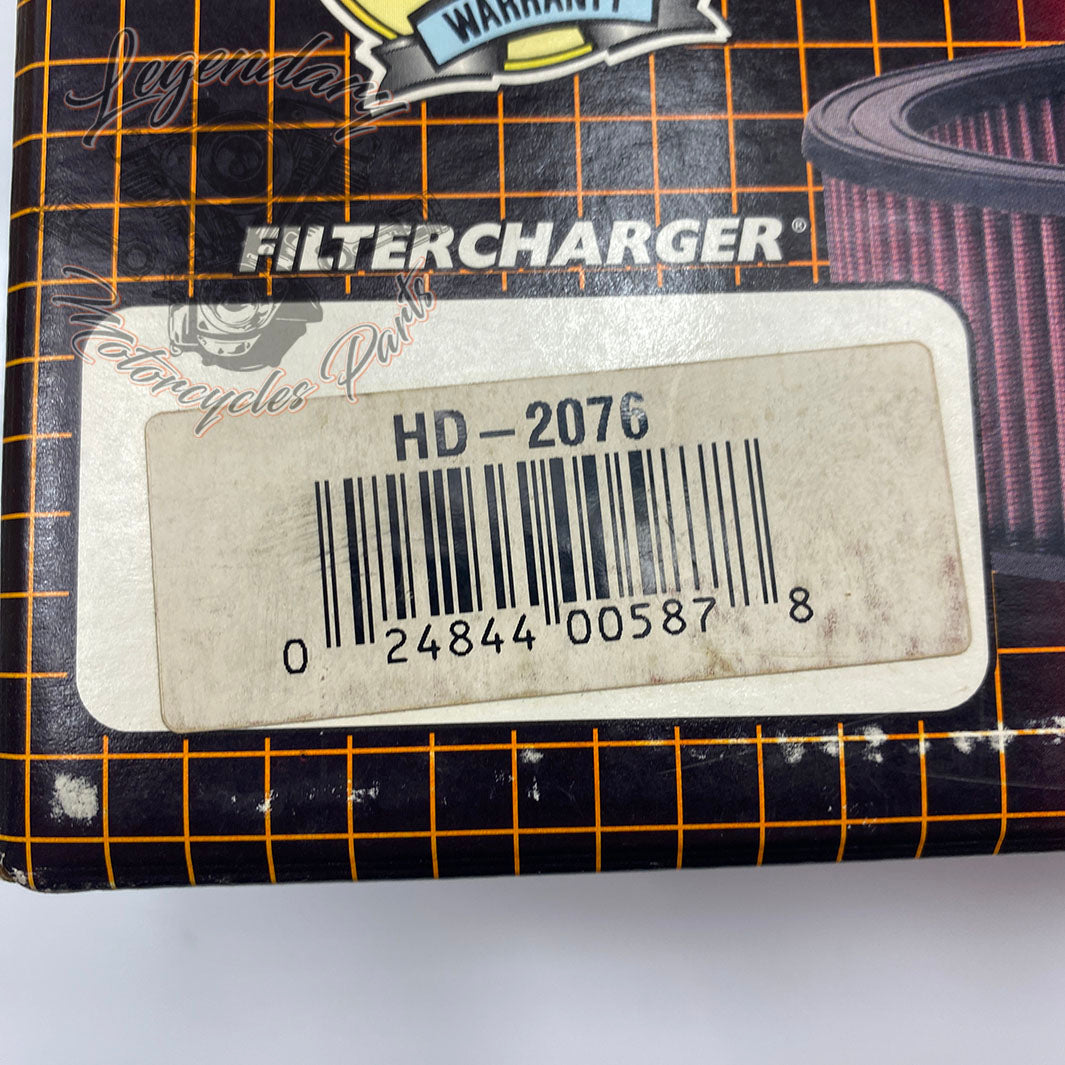 WARRANTY
Legendary
FILTERCHARGER®
Motorcycles Parts
HD-2076
0 24844 00587 8